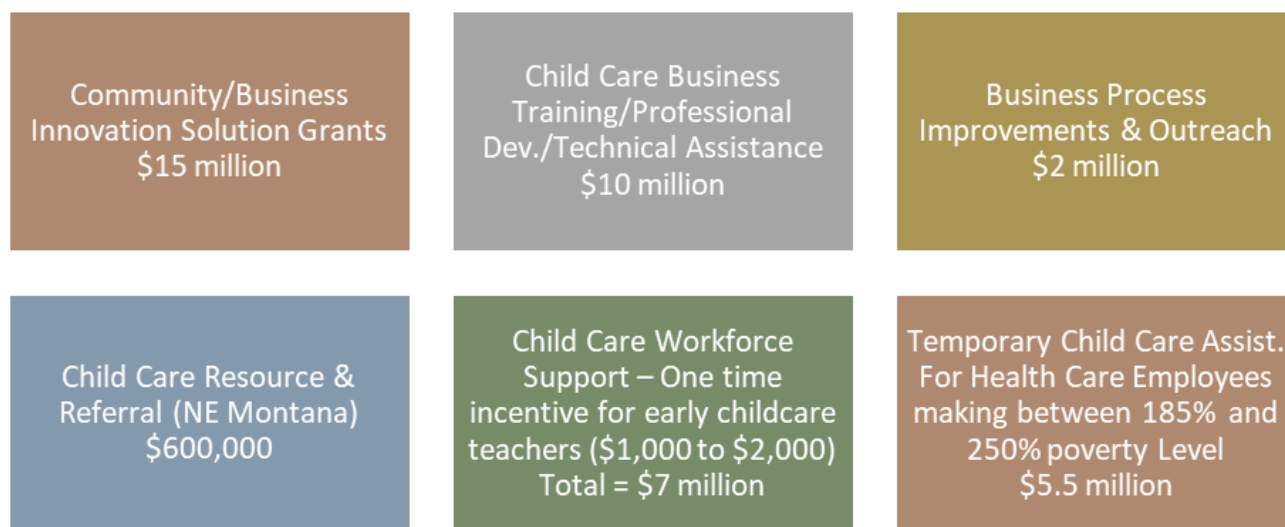 Community/Business
Innovation Solution Grants
$15 million
Child Care Business
Training/Professional
Dev./Technical Assistance
$10 million
Business Process
Improvements & Outreach
$2 million
Child Care Resource &
Referral (NE Montana)
$600,000
Child Care Workforce
Support – One time
incentive for early childcare
teachers ($1,000 to $2,000)
Total = $7 million
Temporary Child Care Assist.
For Health Care Employees
making between 185% and
250% poverty Level
$5.5 million